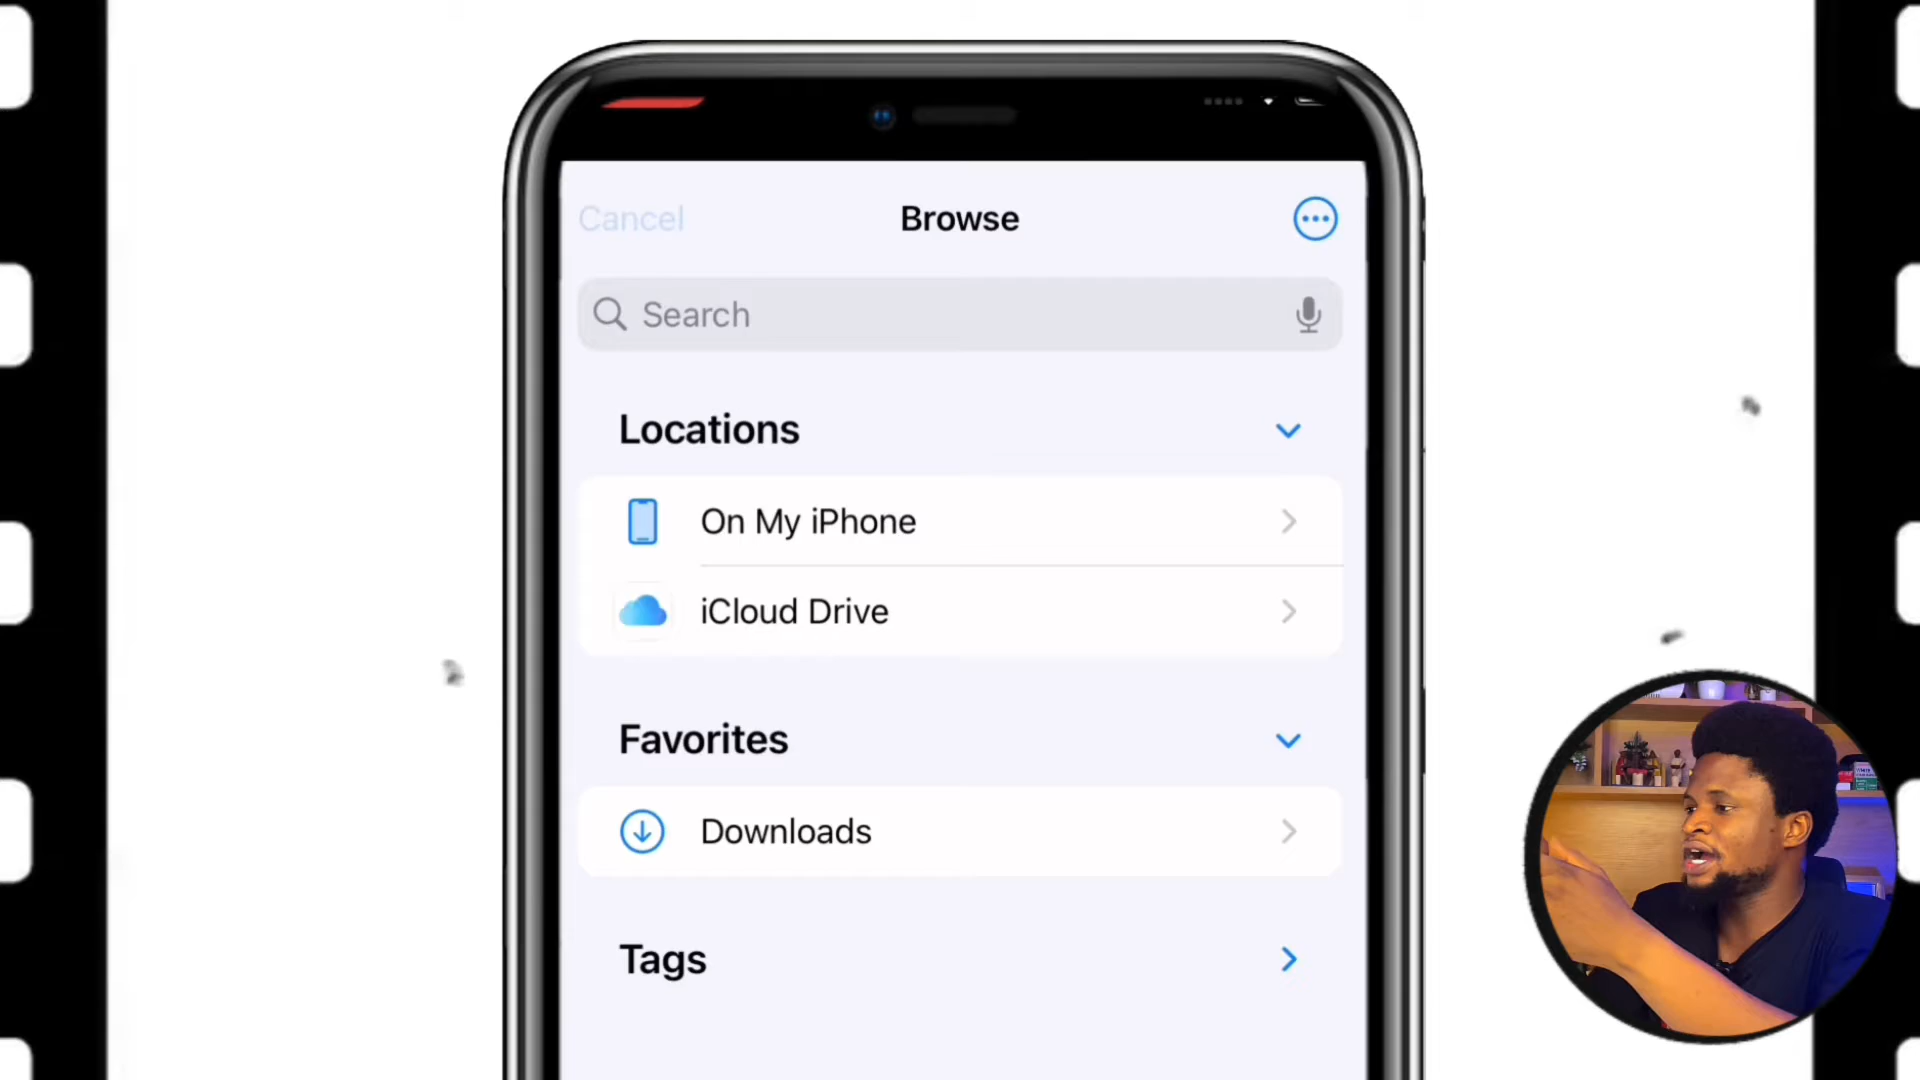 Cancel
Browse
Search
Locations
On My iPhone
iCloud Drive
Favorites
Downloads
Tags